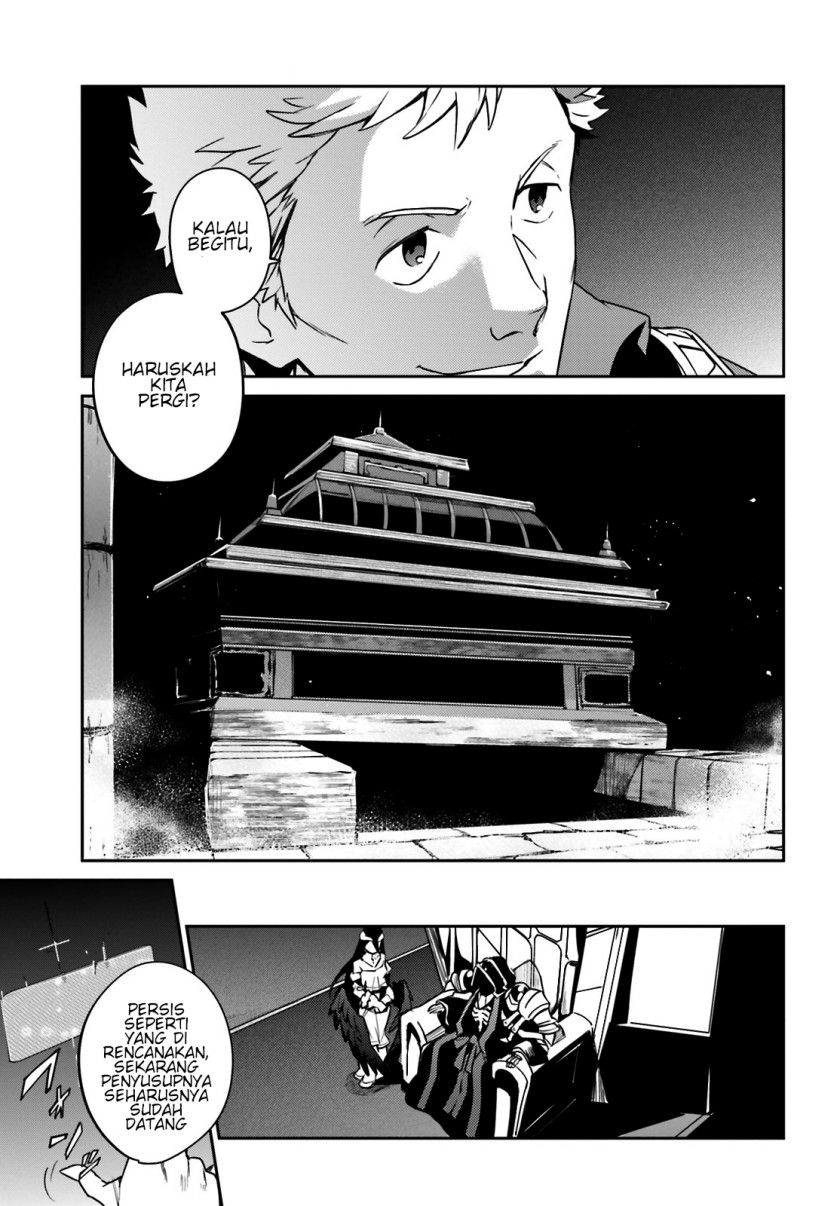 KALAU
BEGITU,
HARUSKAH
KITA
PERGI?
PERSIS
SEPERTI
YANG DI
RENCANAKAN,
SEKARANG
PENYUSUPNYA
SEHARUSNYA
SUDAH
DATANG